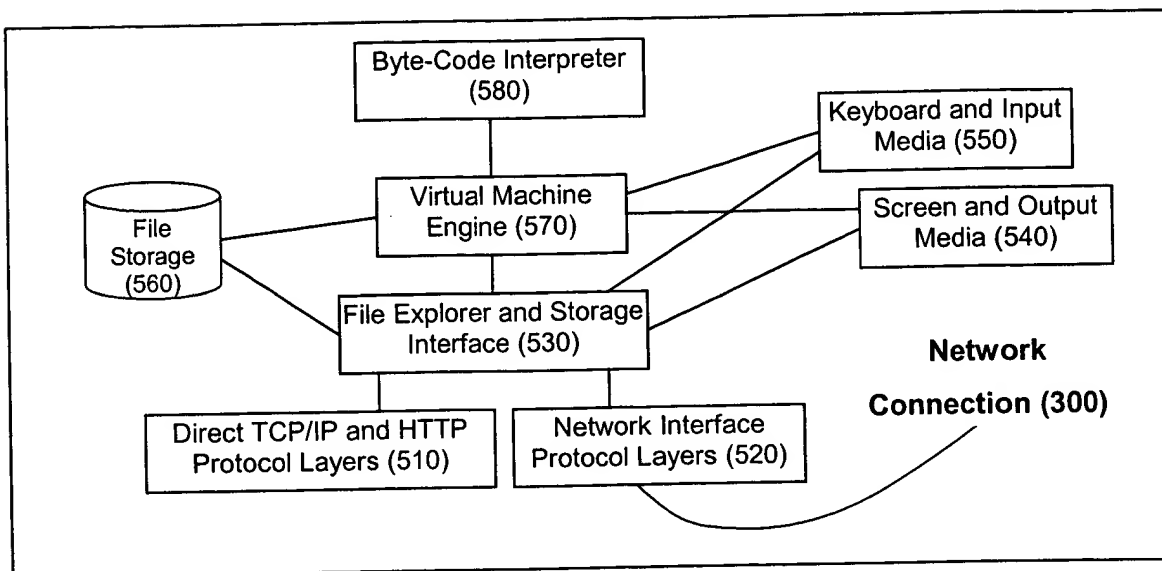 Byte-Code Interpreter
(580)
Keyboard and Input
Media (550)
Virtual Machine
Engine (570)
Screen and Output
Media (540)
File
Storage
(560)
File Explorer and Storage
Interface (530)
Network
Connection (300)
Direct TCP/IP and HTTP
Protocol Layers (510)
Network Interface
Protocol Layers (520)